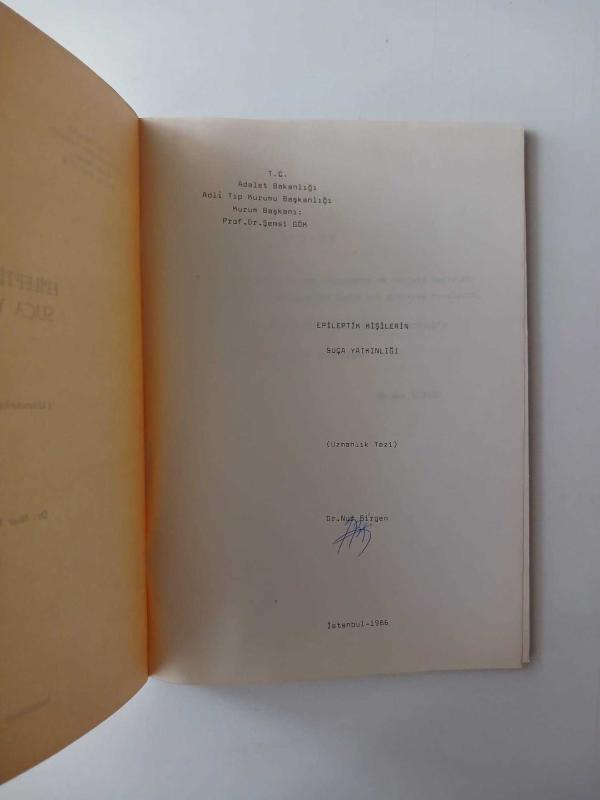 T.C.
Adalet Bakanlığı
Adli Tıp Kurumu Başkanlığı
Kurum Başkanı:
Prof.Dr.Şemsi GÖK
EPİLEPTİK KİŞİLERİN
SUÇA YATKINLIĞI
(Uzmanlık Tezi)
Dr.Nur Birgen
İstanbul-1986